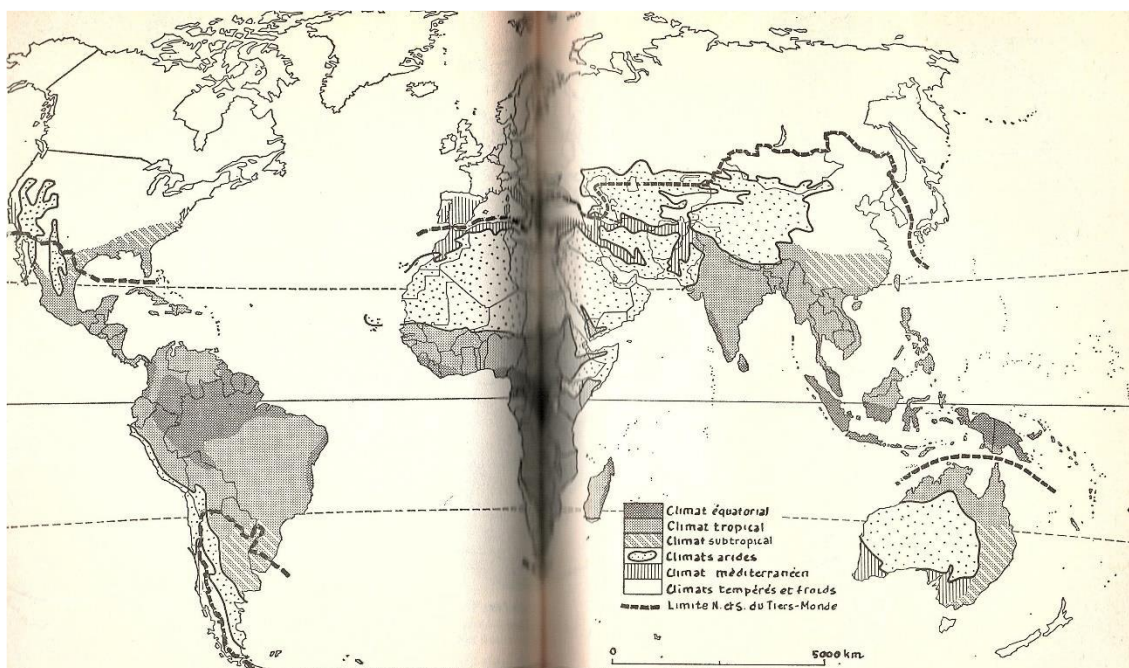 Climat équatorial
Climat tropical
Climat subtropical
Climats arides
Climat méditerranéen
Climats tempérés et froids
Limite N. et S. du Tiers-Monde
0 5000 km